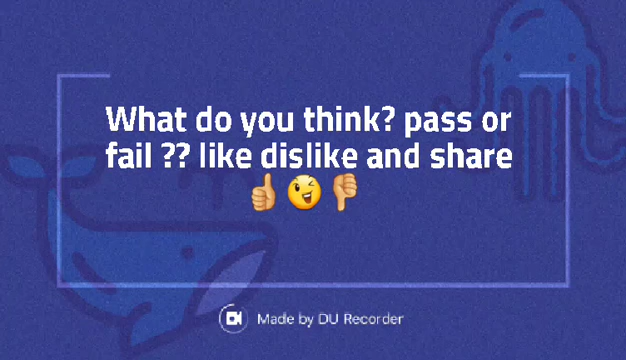 What do you think? pass or
fail ?? like dislike and share
👍😜👎
Made by DU Recorder